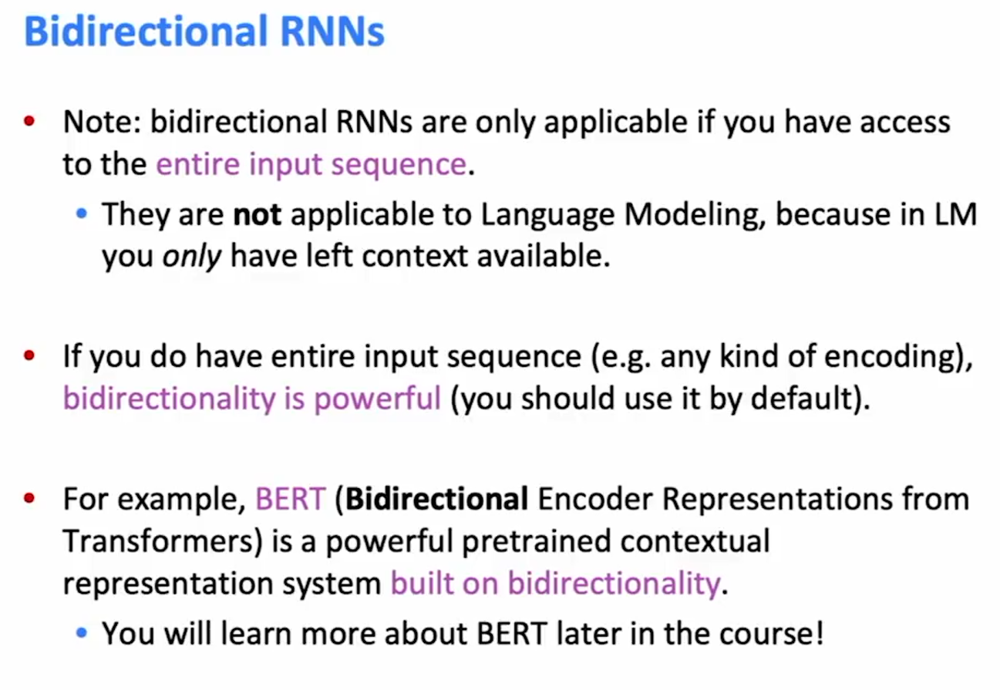 Bidirectional RNNs
• Note: bidirectional RNNs are only applicable if you have access
to the entire input sequence.
• They are not applicable to Language Modeling, because in LM
you only have left context available.
• If you do have entire input sequence (e.g. any kind of encoding),
bidirectionality is powerful (you should use it by default).
• For example, BERT (Bidirectional Encoder Representations from
Transformers) is a powerful pretrained contextual
representation system built on bidirectionality.
• You will learn more about BERT later in the course!